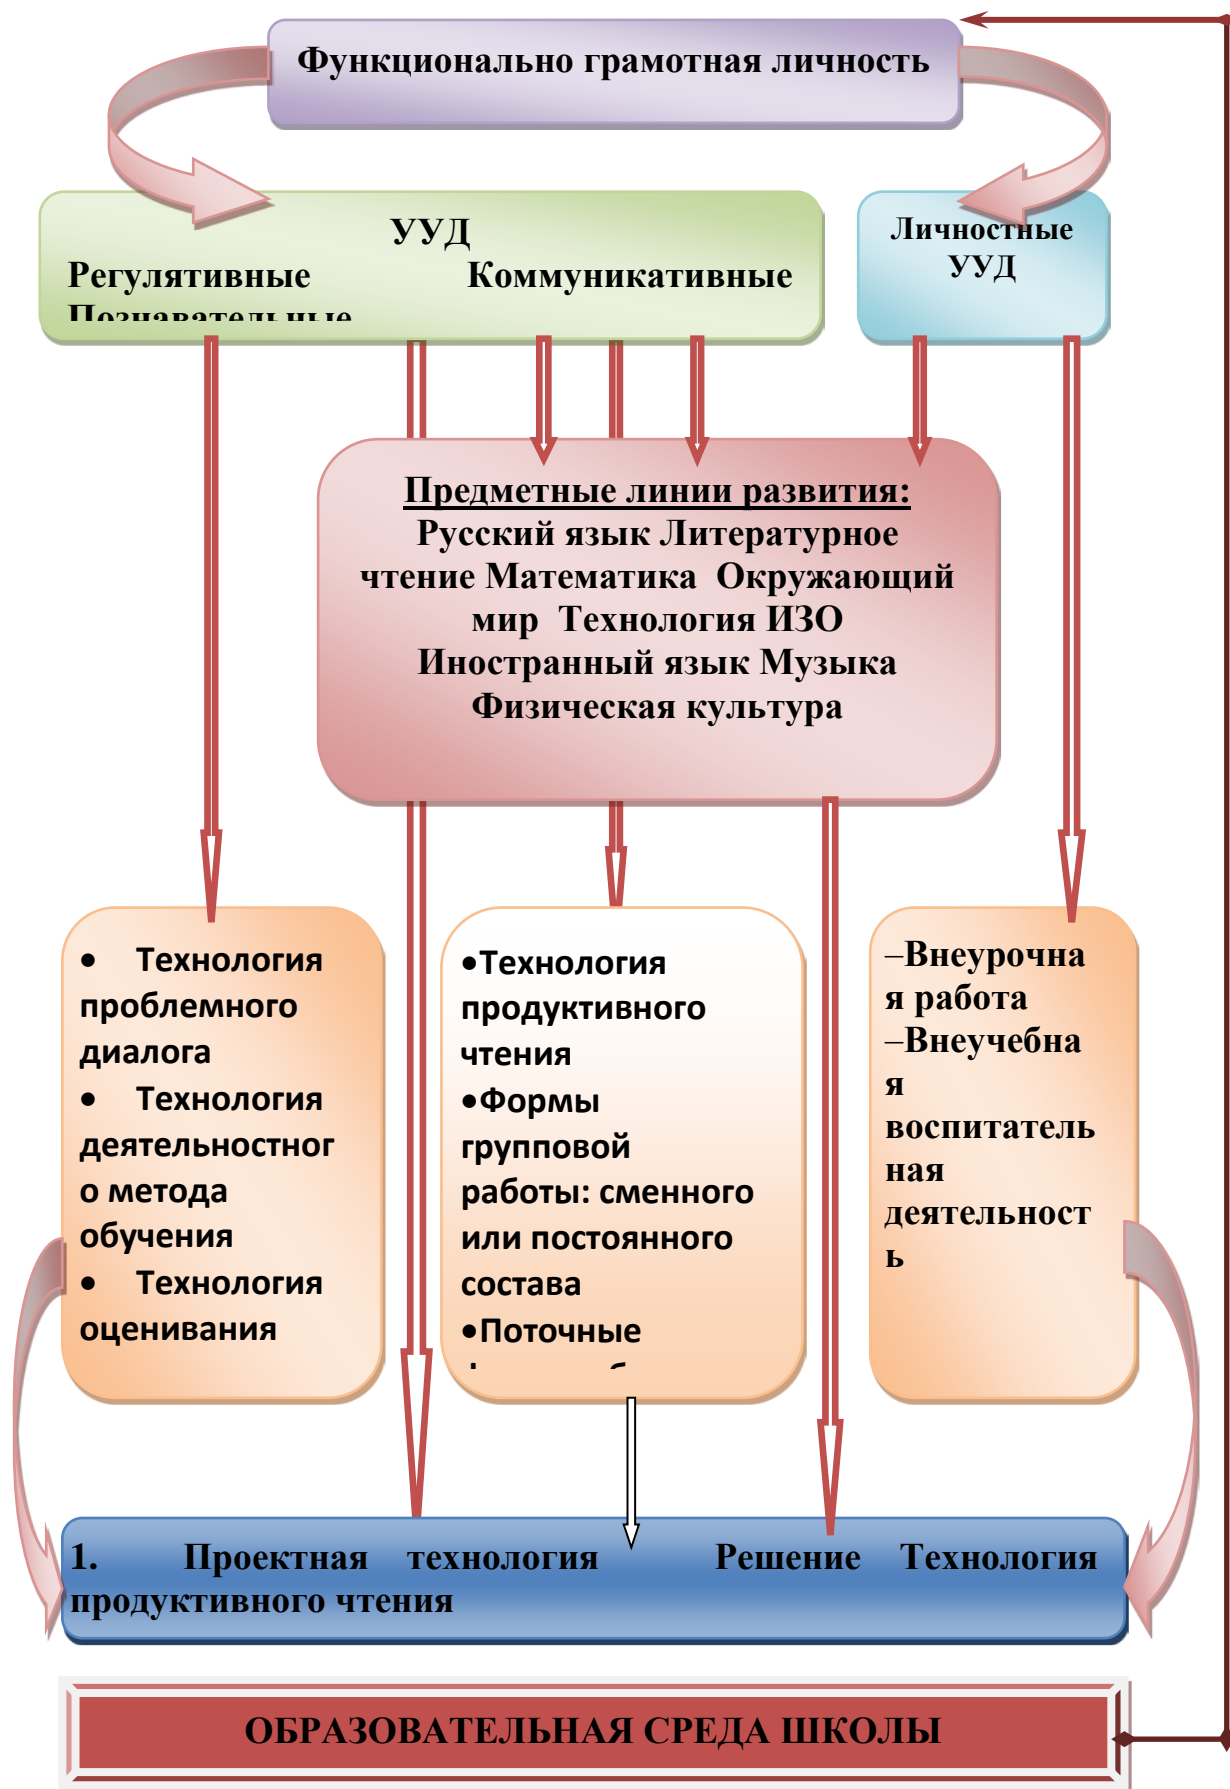 Функционально грамотная личность
УУД
Регулятивные Коммуникативные
Познавательные
Личностные
УУД
Предметные линии развития:
Русский язык Литературное
чтение Математика Окружающий
мир Технология ИЗО
Иностранный язык Музыка
Физическая культура
• Технология
проблемного
диалога
• Технология
деятельностног
о метода
обучения
• Технология
оценивания
•Технология
продуктивного
чтения
•Формы
групповой
работы: сменного
или постоянного
состава
•Поточные
–Внеурочна
я работа
–Внеучебна
я
воспитатель
ная
деятельност
ь
1. Проектная технология Решение Технология
продуктивного чтения
ОБРАЗОВАТЕЛЬНАЯ СРЕДА ШКОЛЫ